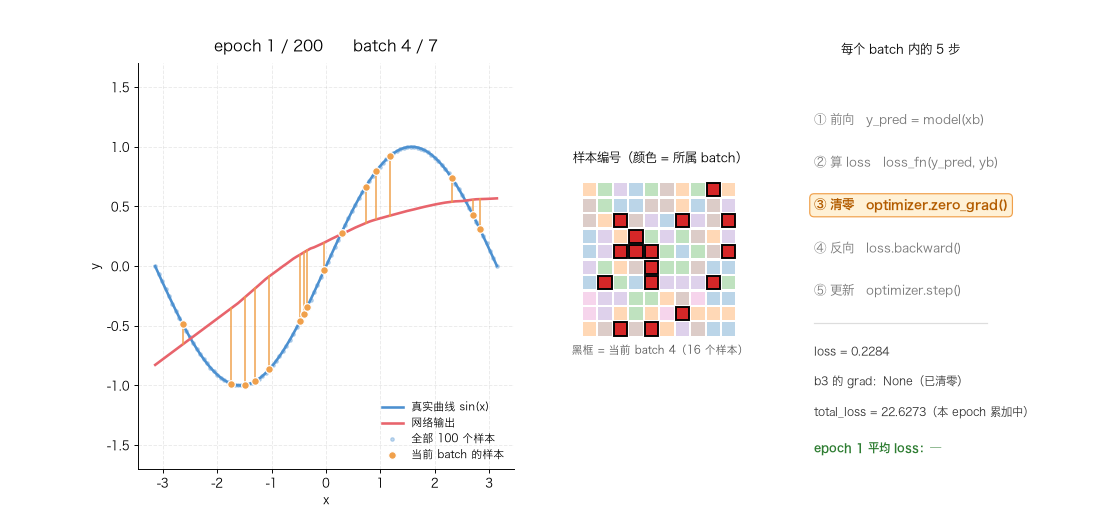 epoch 1 / 200 batch 4 / 7
1.5
1.0
0.5
0.0
-0.5
-1.0
-1.5
y
-3 -2 -1 0 1 2 3
x
真实曲线 sin(x)
网络输出
全部 100 个样本
当前 batch 的样本
样本编号（颜色 = 所属 batch）
黑框 = 当前 batch 4（16 个样本）
每个 batch 内的 5 步
① 前向 y_pred = model(xb)
② 算 loss loss_fn(y_pred, yb)
③ 清零 optimizer.zero_grad()
④ 反向 loss.backward()
⑤ 更新 optimizer.step()
loss = 0.2284
b3 的 grad：None（已清零）
total_loss = 22.6273（本 epoch 累加中）
epoch 1 平均 loss：—